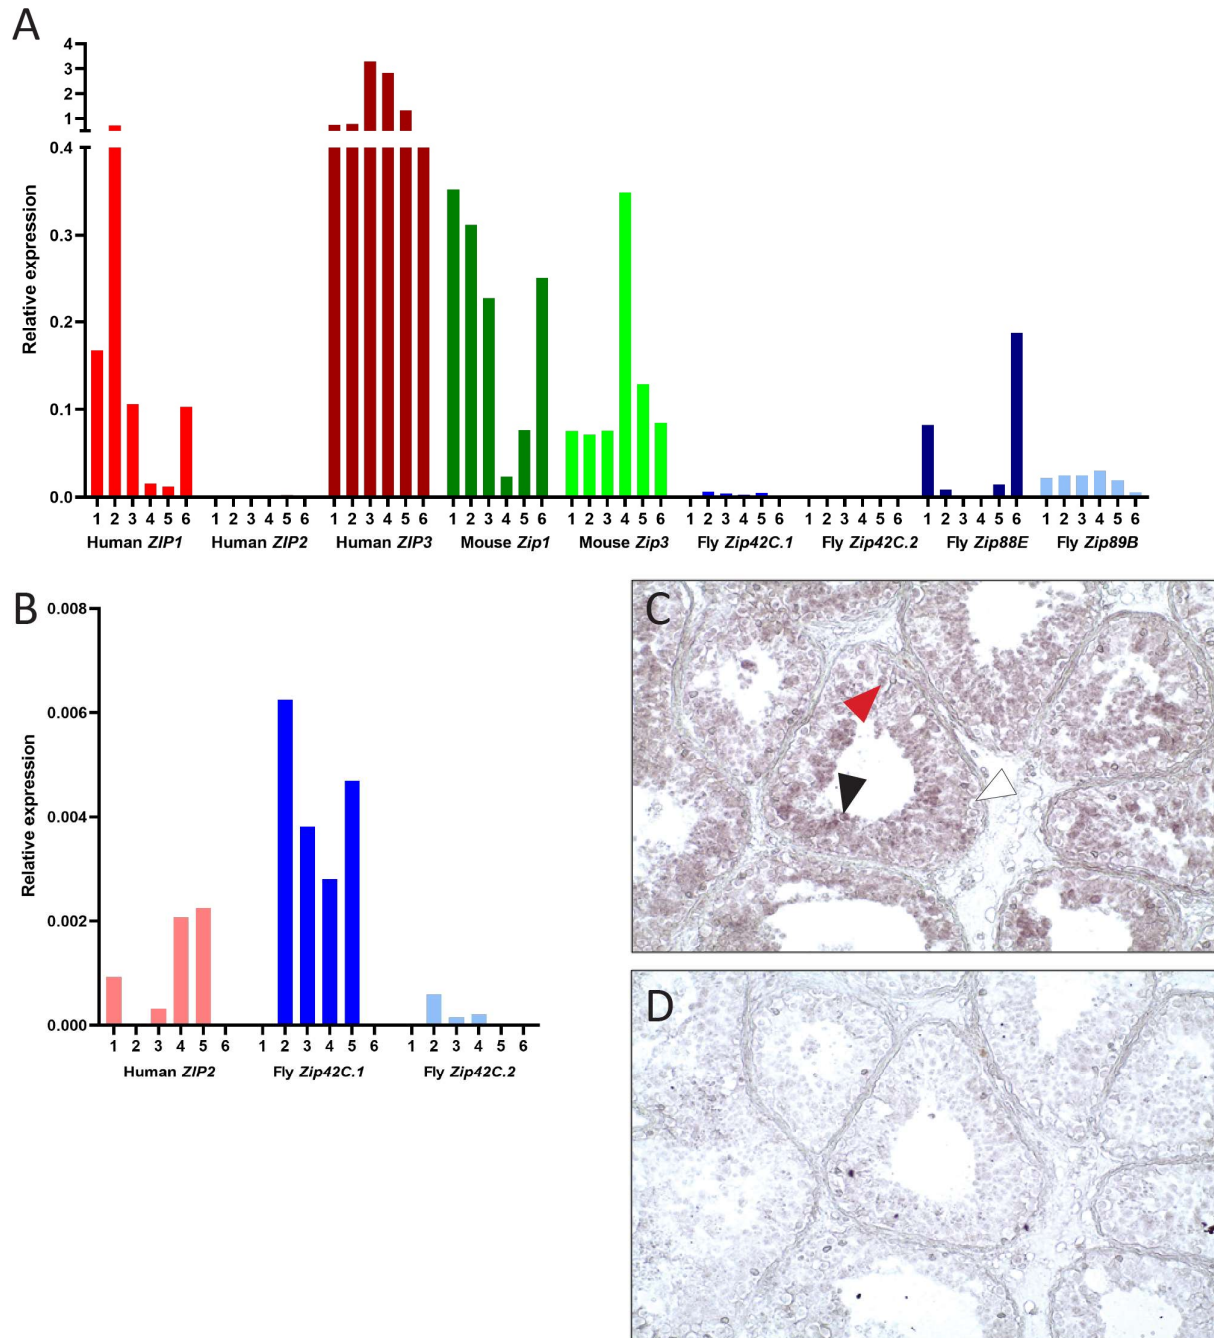 A
4
3
2
1
0.4
0.3
0.2
0.1
0.0
Relative expression
1 2 3 4 5 6 1 2 3 4 5 6 1 2 3 4 5 6 1 2 3 4 5 6 1 2 3 4 5 6 1 2 3 4 5 6 1 2 3 4 5 6 1 2 3 4 5 6 1 2 3 4 5 6
Human ZIP1 Human ZIP2 Human ZIP3 Mouse Zip1 Mouse Zip3 Fly Zip42C.1 Fly Zip42C.2 Fly Zip88E Fly Zip89B
B
0.008
0.006
0.004
0.002
0.000
Relative expression
1 2 3 4 5 6 1 2 3 4 5 6 1 2 3 4 5 6
Human ZIP2 Fly Zip42C.1 Fly Zip42C.2
C
D